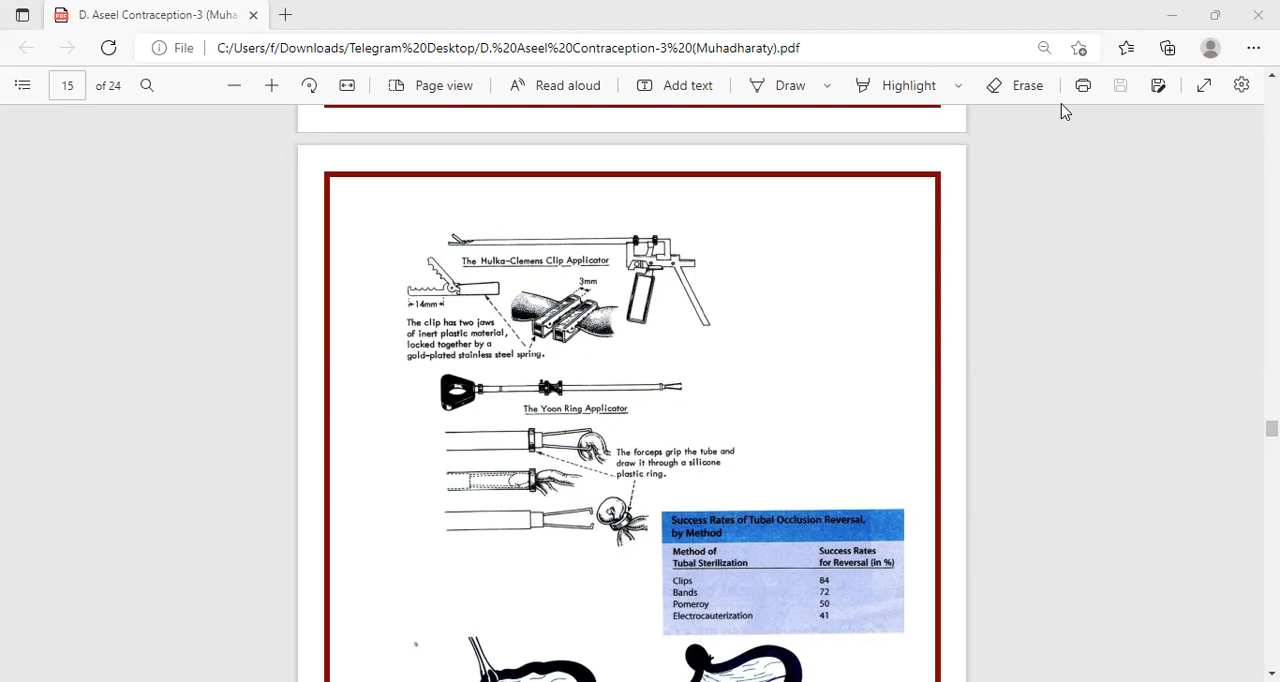 D. Aseel Contraception-3 (Muha
File
C:/Users/f/Downloads/Telegram%20Desktop/D.%20Aseel%20Contraception-3%20(Muhadharaty).pdf
15 of 24
Page view
Read aloud
Add text
Draw
Highlight
Erase
The Hulka-Clemens Clip Applicator
3mm
14mm
The clip has two jaws
of inert plastic material,
locked together by a
gold-plated stainless steel spring.
The Yoon Ring Applicator
The forceps grip the tube and
draw it through a silicone
plastic ring.
Success Rates of Tubal Occlusion Reversal,
by Method
Method of Success Rates
Tubal Sterilization for Reversal (in %)
Clips 84
Bands 72
Pomeroy 50
Electrocauterization 41